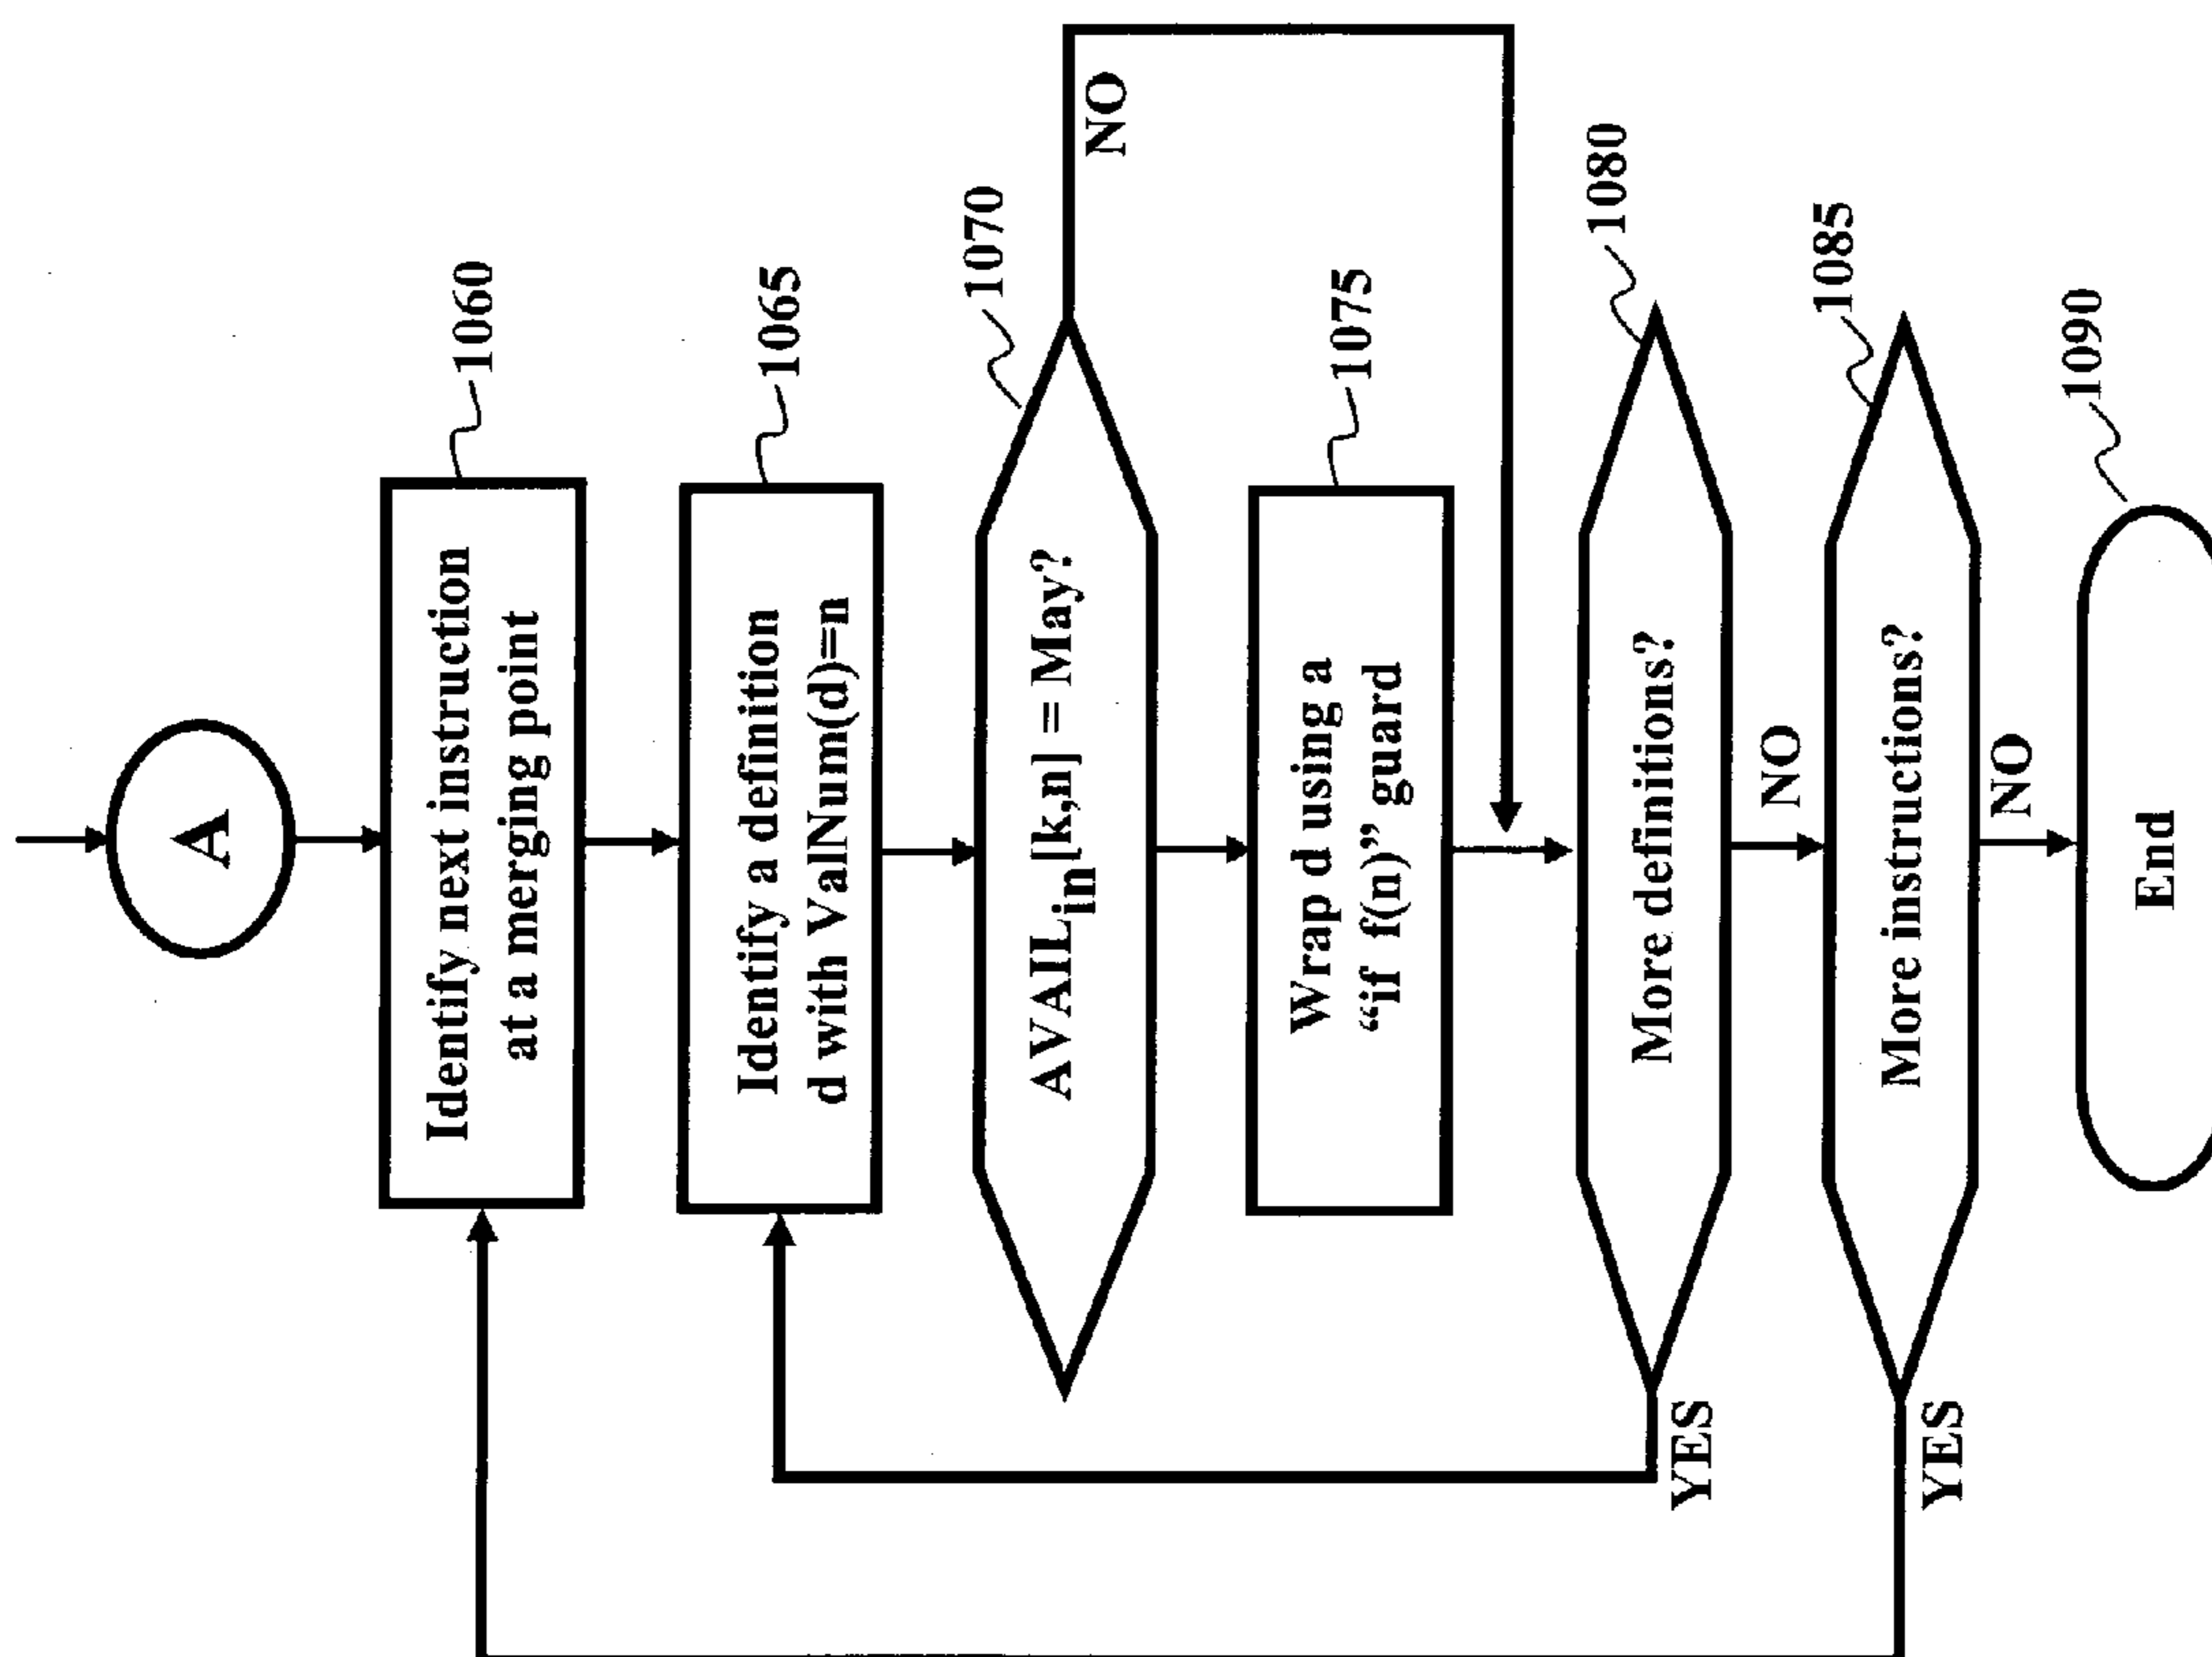 A
Identify next instruction
at a merging point
1060
Identify a definition
d with ValNum(d)=n
1065
AVAILin[k,n] = May?
1070
NO
Wrap d using a
“if f(n)” guard
1075
More definitions?
1080
YES
NO
More instructions?
1085
YES
NO
End
1090